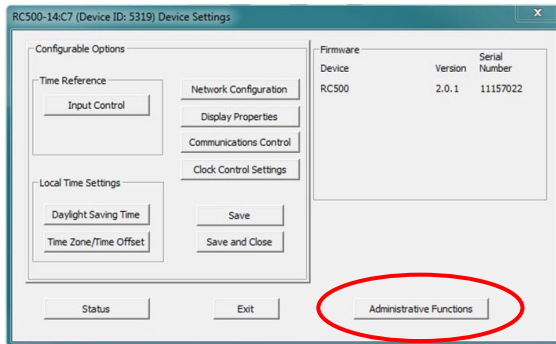 RC500-14:C7 (Device ID: 5319) Device Settings
x
Configurable Options
Time Reference
Input Control
Network Configuration
Display Properties
Communications Control
Clock Control Settings
Local Time Settings
Daylight Saving Time
Time Zone/Time Offset
Save
Save and Close
Firmware
Device Version Serial Number
RC500 2.0.1 11157022
Status
Exit
Administrative Functions